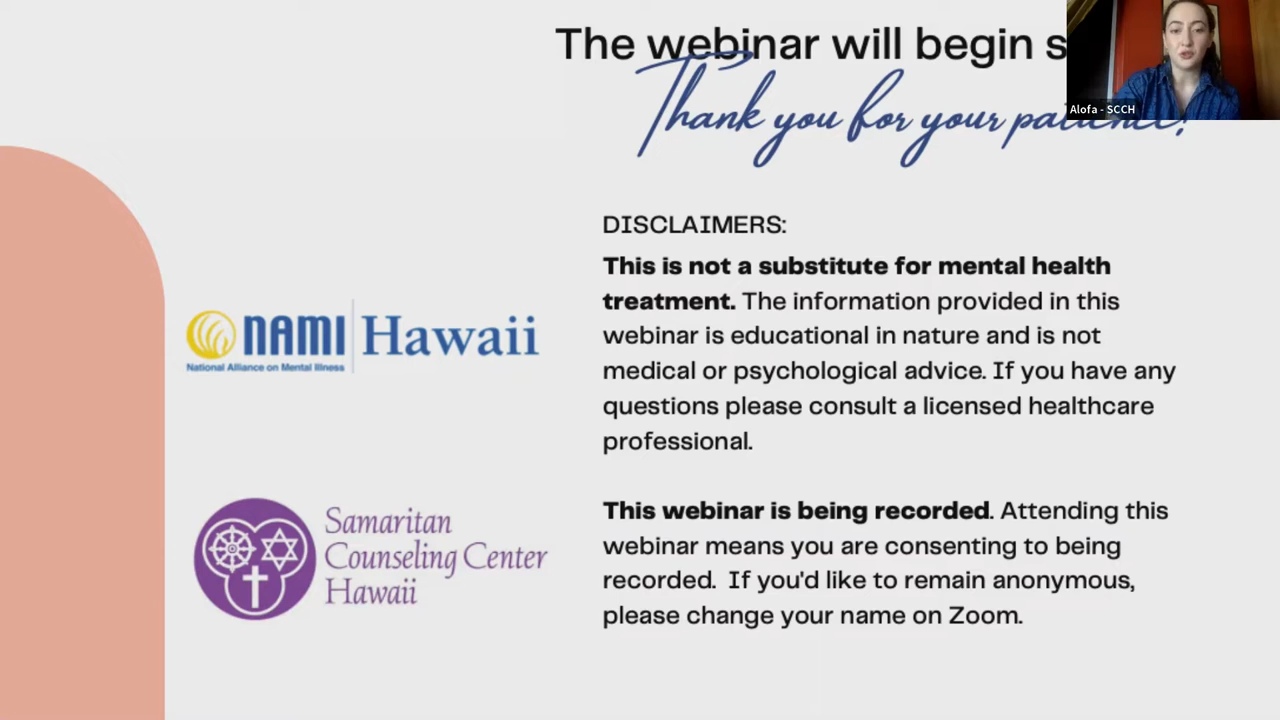 The webinar will begin s
Thank you for your patience!
Alofa - SCCH
DISCLAIMERS:
This is not a substitute for mental health
treatment. The information provided in this
webinar is educational in nature and is not
medical or psychological advice. If you have any
questions please consult a licensed healthcare
professional.
NAMI Hawaii
National Alliance on Mental Illness
Samaritan
Counseling Center
Hawaii
This webinar is being recorded. Attending this
webinar means you are consenting to being
recorded.  If you'd like to remain anonymous,
please change your name on Zoom.